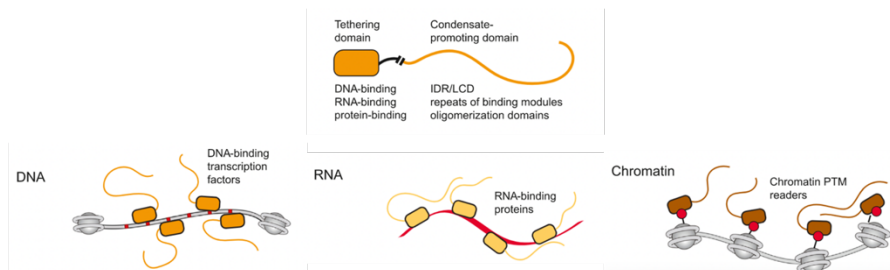 Tethering
domain
Condensate-
promoting domain
DNA-binding
RNA-binding
protein-binding
IDR/LCD
repeats of binding modules
oligomerization domains
DNA
DNA-binding
transcription
factors
RNA
RNA-binding
proteins
Chromatin
Chromatin PTM
readers